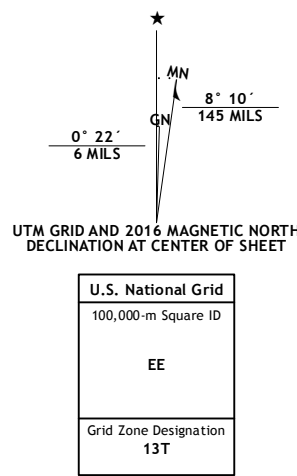 ★
MN
8° 10´
145 MILS
GN
0° 22´
6 MILS
UTM GRID AND 2016 MAGNETIC NORTH
DECLINATION AT CENTER OF SHEET
U.S. National Grid
100,000-m Square ID
EE
Grid Zone Designation
13T